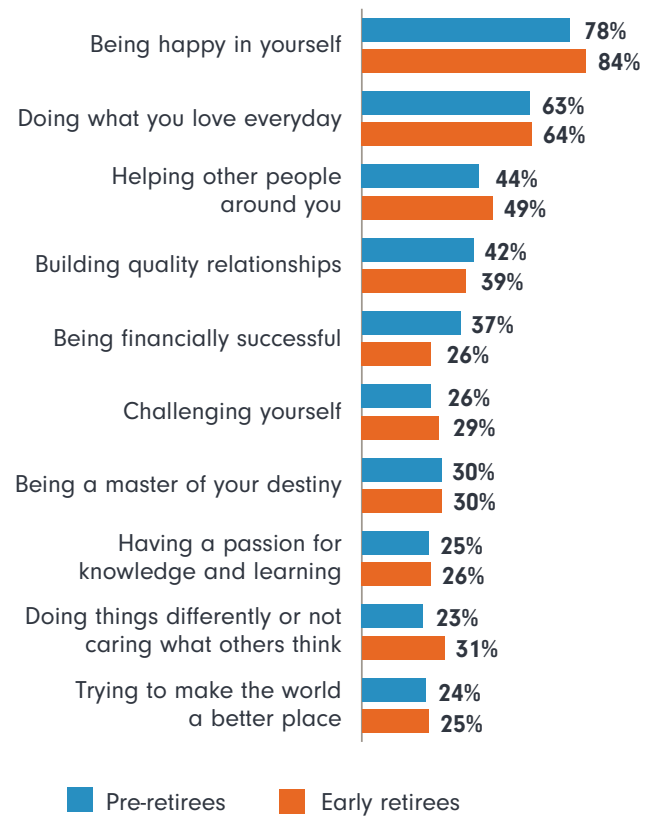 Being happy in yourself
78%
84%
Doing what you love everyday
63%
64%
Helping other people
around you
44%
49%
Building quality relationships
42%
39%
Being financially successful
37%
26%
Challenging yourself
26%
29%
Being a master of your destiny
30%
30%
Having a passion for
knowledge and learning
25%
26%
Doing things differently or not
caring what others think
23%
31%
Trying to make the world
a better place
24%
25%
Pre-retirees
Early retirees